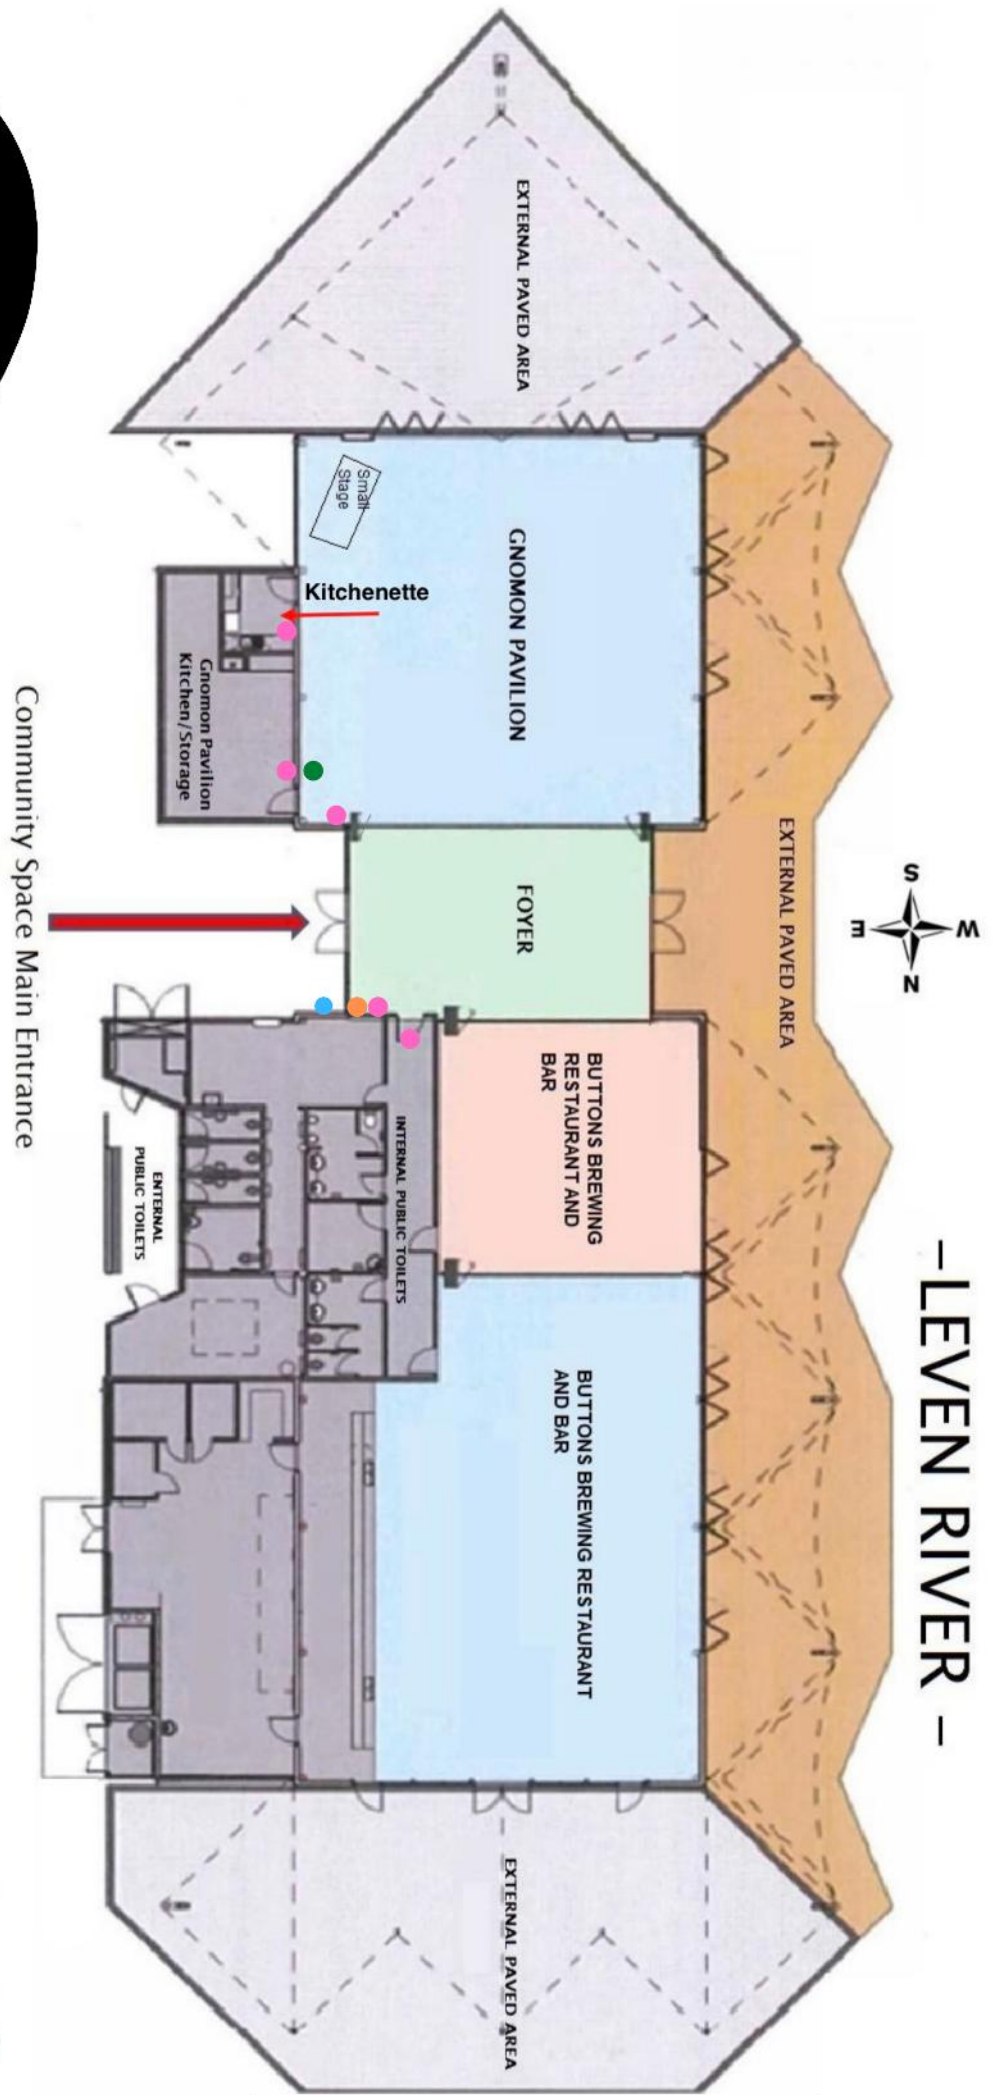 EXTERNAL PAVED AREA
Small
Stage
GNOMON PAVILION
Kitchenette
Gnomon Pavilion
Kitchen/Storage
Community Space Main Entrance
FOYER
EXTERNAL PAVED AREA
S
E
W
N
– LEVEN RIVER –
BUTTONS BREWING
RESTAURANT AND
BAR
INTERNAL PUBLIC TOILETS
ENTERNAL
PUBLIC TOILETS
BUTTONS BREWING RESTAURANT
AND BAR
EXTERNAL PAVED AREA